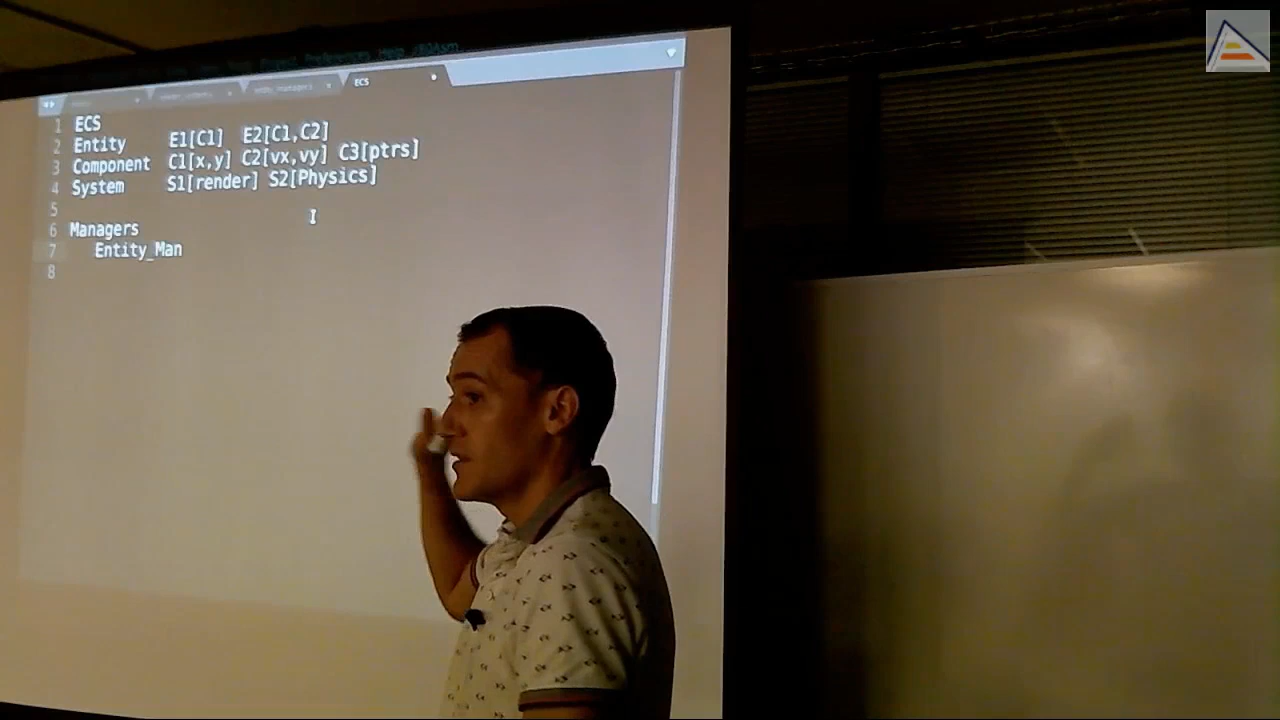 ECS
1 ECS
2 Entity E1[C1] E2[C1,C2]
3 Component C1[x,y] C2[vx,vy] C3[ptrs]
4 System S1[render] S2[Physics]
5
6 Managers
7 Entity_Man
8